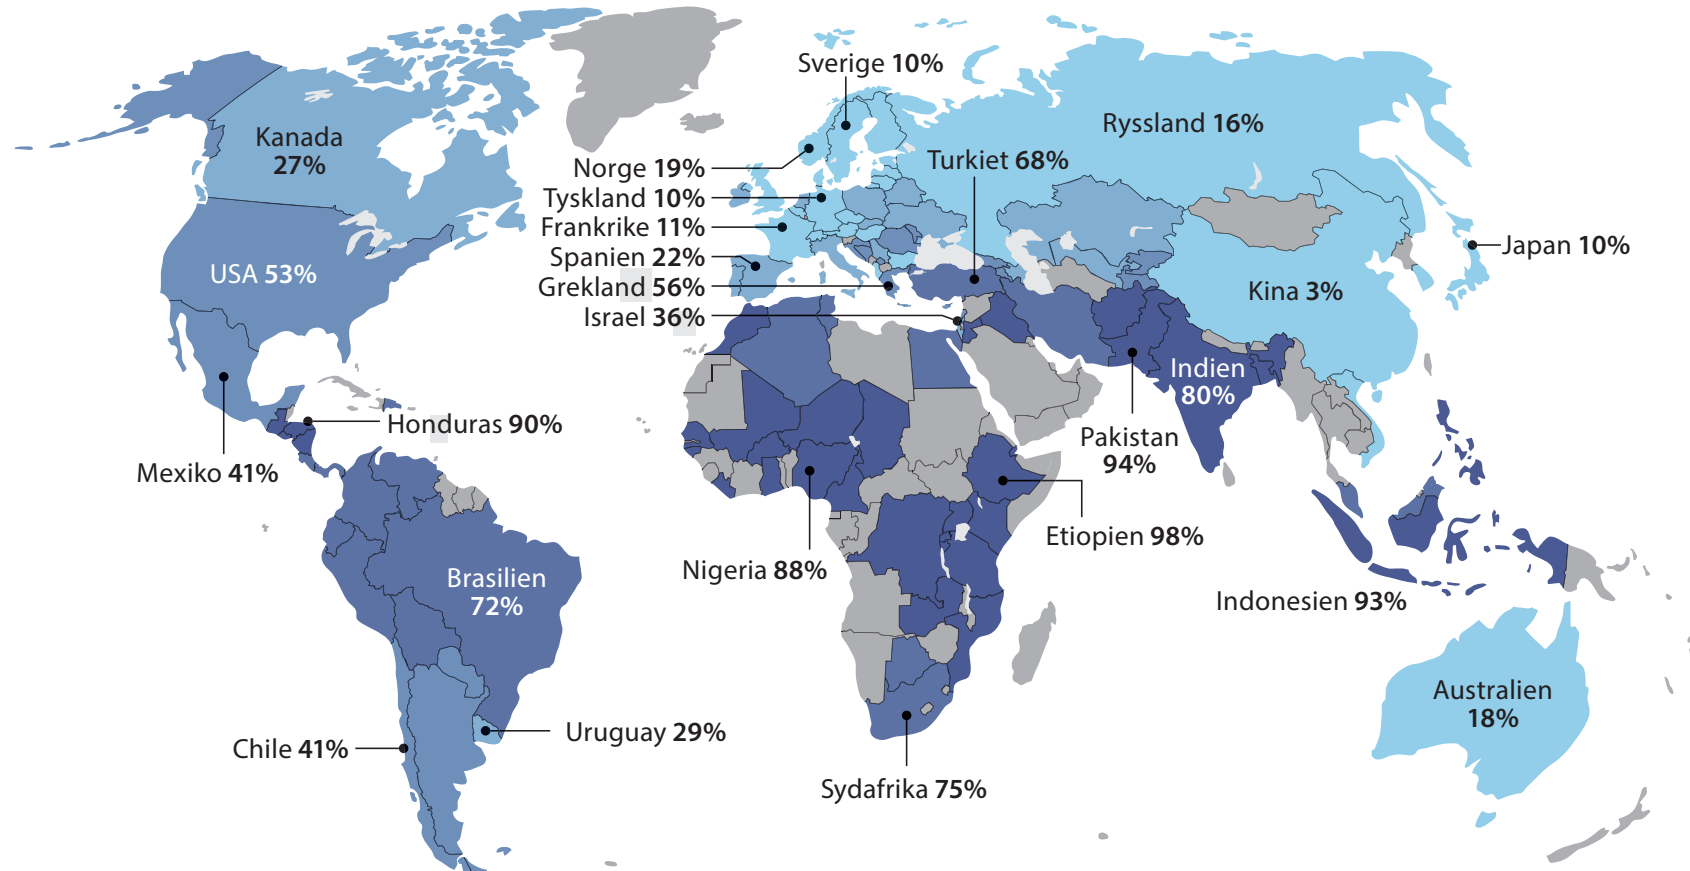 Sverige 10%
Kanada
27%
Ryssland 16%
Norge 19%
Turkiet 68%
Tyskland 10%
Frankrike 11%
Spanien 22%
Grekland 56%
Israel 36%
USA 53%
Japan 10%
Kina 3%
Indien
80%
Honduras 90%
Mexiko 41%
Pakistan
94%
Etiopien 98%
Nigeria 88%
Brasilien
72%
Indonesien 93%
Australien
18%
Uruguay 29%
Chile 41%
Sydafrika 75%